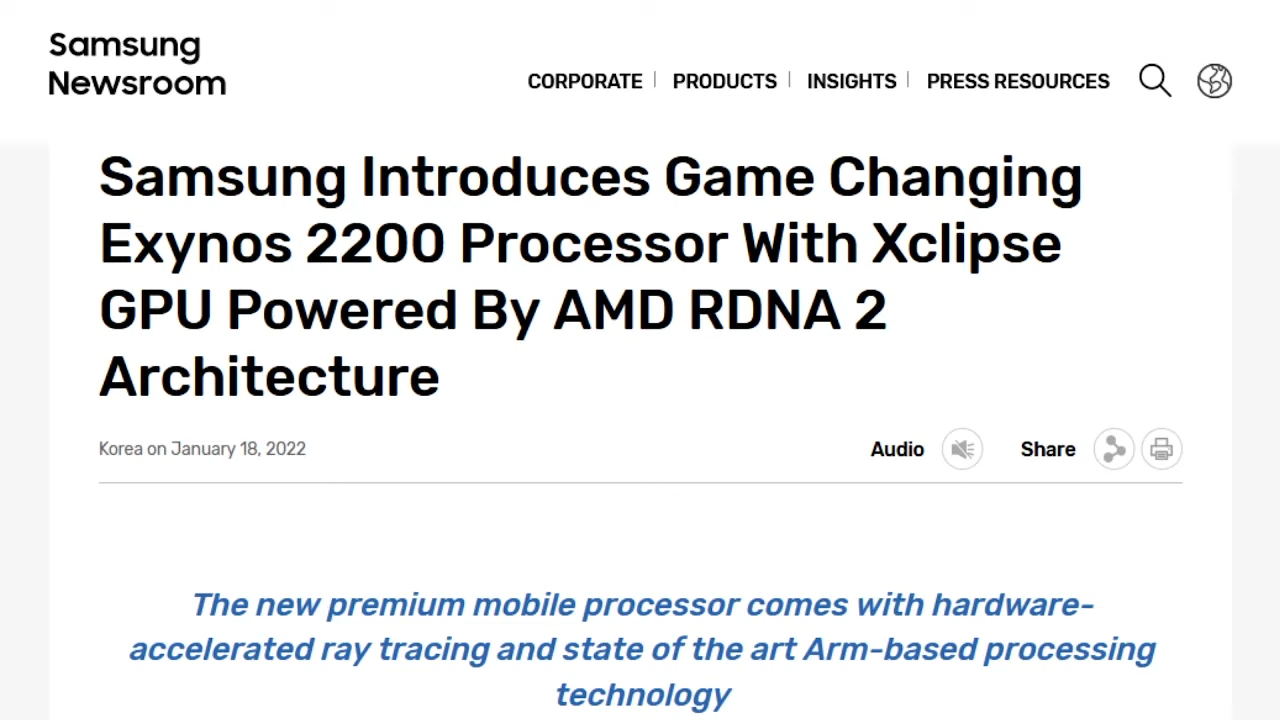 Samsung
Newsroom
CORPORATE
PRODUCTS
INSIGHTS
PRESS RESOURCES
Samsung Introduces Game Changing
Exynos 2200 Processor With Xclipse
GPU Powered By AMD RDNA 2
Architecture
Korea on January 18, 2022
Audio
Share
The new premium mobile processor comes with hardware-
accelerated ray tracing and state of the art Arm-based processing
technology